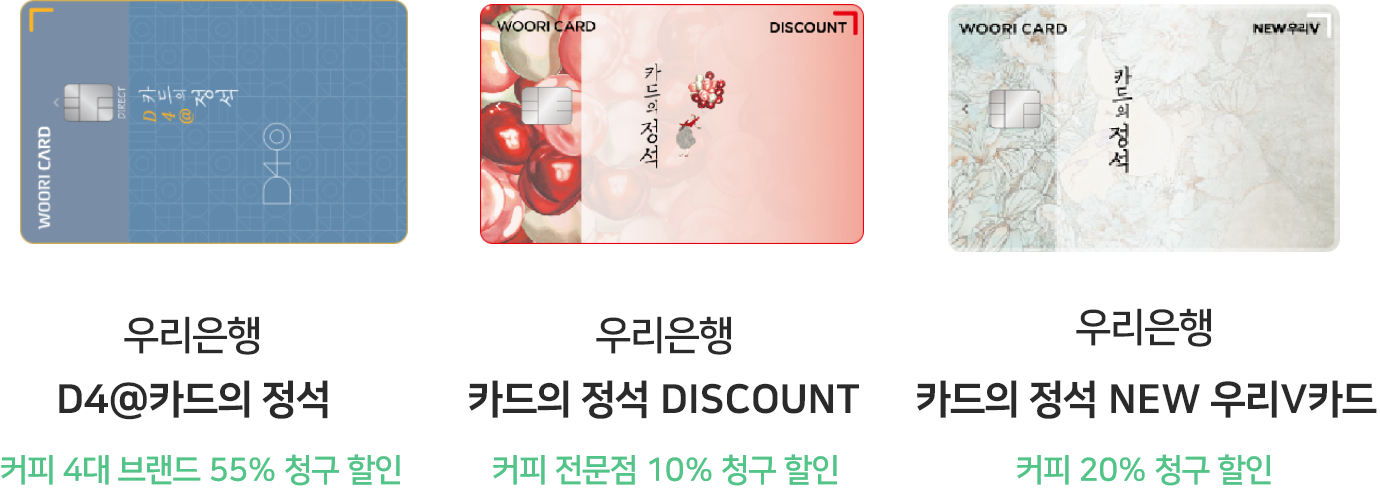 WOORI CARD
DIRECT
카드의정석
D4@
D4@
WOORI CARD
DISCOUNT
카드의정석
WOORI CARD
NEW우리V
카드의정석
우리은행
D4@카드의 정석
커피 4대 브랜드 55% 청구 할인
우리은행
카드의 정석 DISCOUNT
커피 전문점 10% 청구 할인
우리은행
카드의 정석 NEW 우리V카드
커피 20% 청구 할인